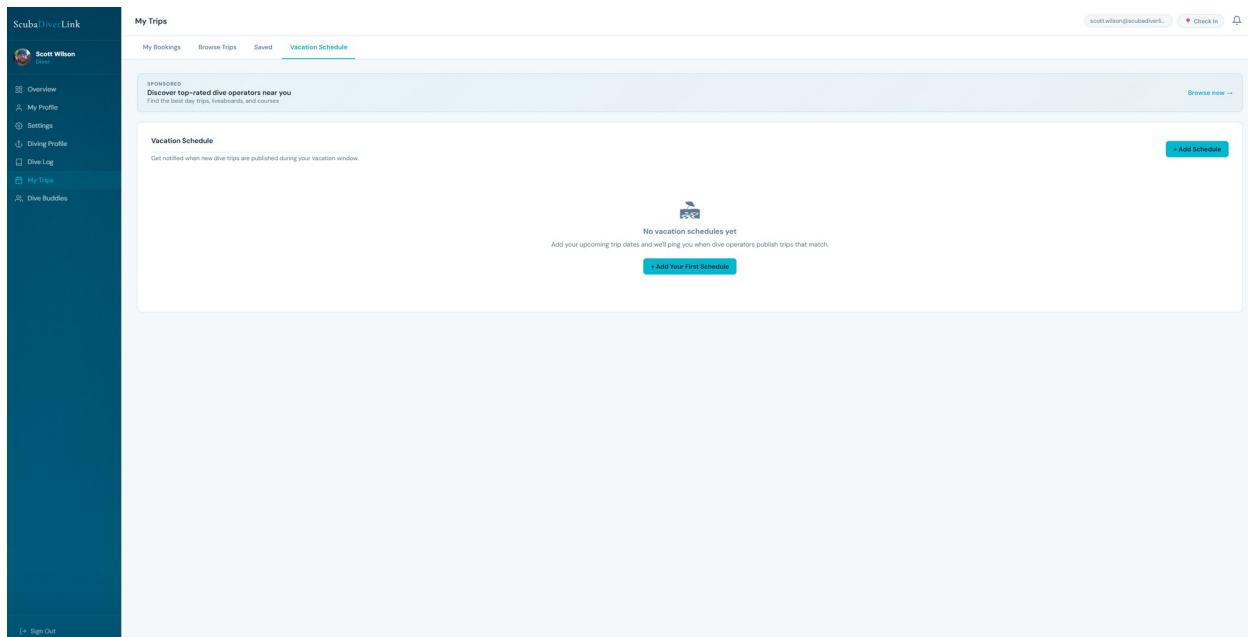 ScubaDiverLink
Scott Wilson
Diver
Overview
My Profile
Settings
Diving Profile
Dive Log
My Trips
Dive Buddies
Sign Out
My Trips
scott.wilson@scubadiverli...
Check In
My Bookings
Browse Trips
Saved
Vacation Schedule
SPONSORED
Discover top-rated dive operators near you
Find the best day trips, liveaboards, and courses
Browse now →
Vacation Schedule
Get notified when new dive trips are published during your vacation window.
+ Add Schedule
No vacation schedules yet
Add your upcoming trip dates and we'll ping you when dive operators publish trips that match.
+ Add Your First Schedule